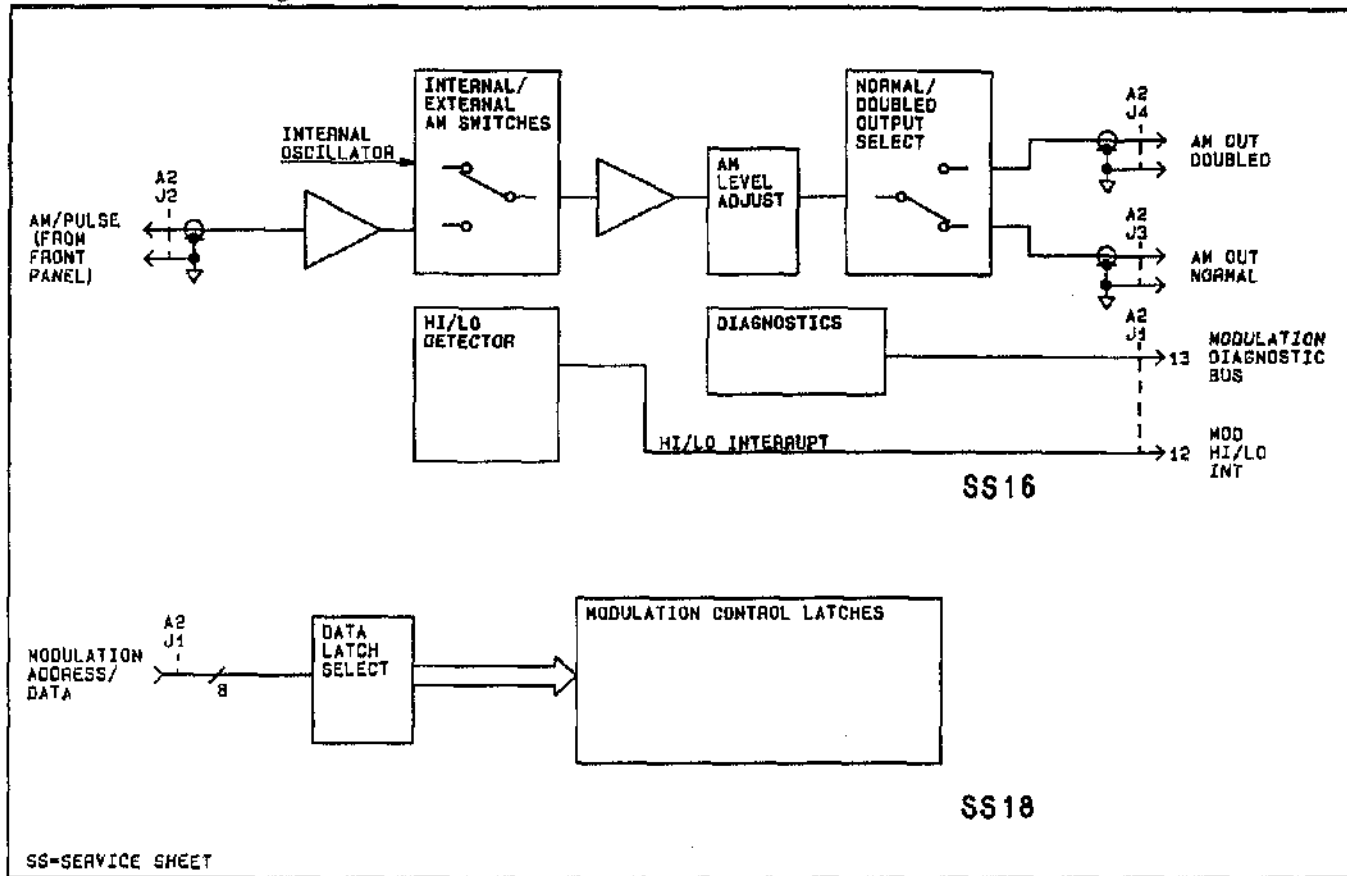 INTERNAL/
EXTERNAL
AM SWITCHES
NORMAL/
DOUBLED
OUTPUT
SELECT
A2
J4
AM OUT
DOUBLED
INTERNAL
OSCILLATOR
AM
LEVEL
ADJUST
A2
J2
AM/PULSE
(FROM
FRONT
PANEL)
A2
J3
AM OUT
NORMAL
HI/LO
DETECTOR
DIAGNOSTICS
A2
J1
13
MODULATION
DIAGNOSTIC
BUS
HI/LO INTERRUPT
12
MOD
HI/LO
INT
SS16
A2
J1
MODULATION
ADDRESS/
DATA
8
DATA
LATCH
SELECT
MODULATION CONTROL LATCHES
SS18
SS=SERVICE SHEET